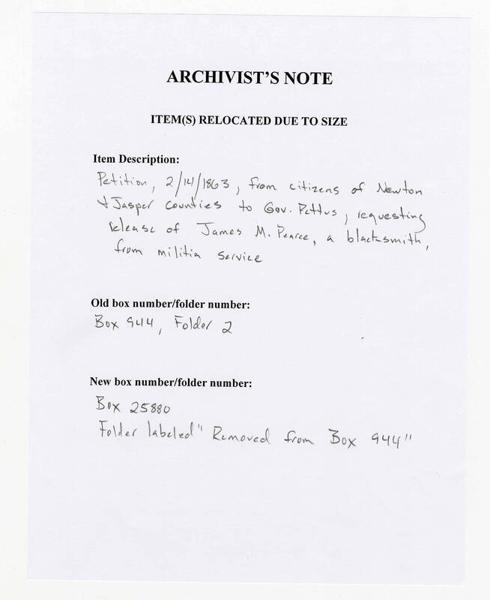 ARCHIVIST'S NOTE
ITEM(S) RELOCATED DUE TO SIZE
Item Description:
Petition, 2/14/1863, from citizens of Newton
+ Jasper Counties to Gov. Pettus, requesting
release of James M. Pearce, a blacksmith,
from militia service
Old box number/folder number:
Box 944, Folder 2
New box number/folder number:
Box 25880
Folder labeled "Removed from Box 944"